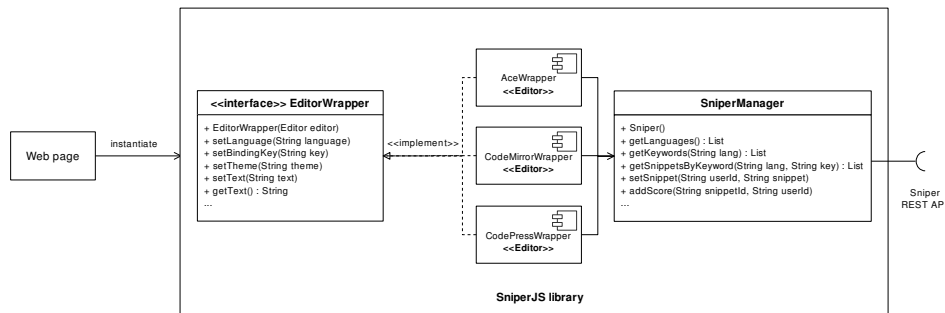 Web page
instantiate
<<interface>> EditorWrapper
+ EditorWrapper(Editor editor)
+ setLanguage(String language)
+ setBindingKey(String key)
+ setTheme(String theme)
+ setText(String text)
+ getText() : String
...
<<implement>>
AceWrapper
<<Editor>>
CodeMirrorWrapper
<<Editor>>
CodePressWrapper
<<Editor>>
SniperManager
+ Sniper()
+ getLanguages() : List
+ getKeywords(String lang) : List
+ getSnippetsByKeyword(String lang, String key) : List
+ setSnippet(String userId, String snippet)
+ addScore(String snippetId, String userId)
...
Sniper
REST AP
SniperJS library